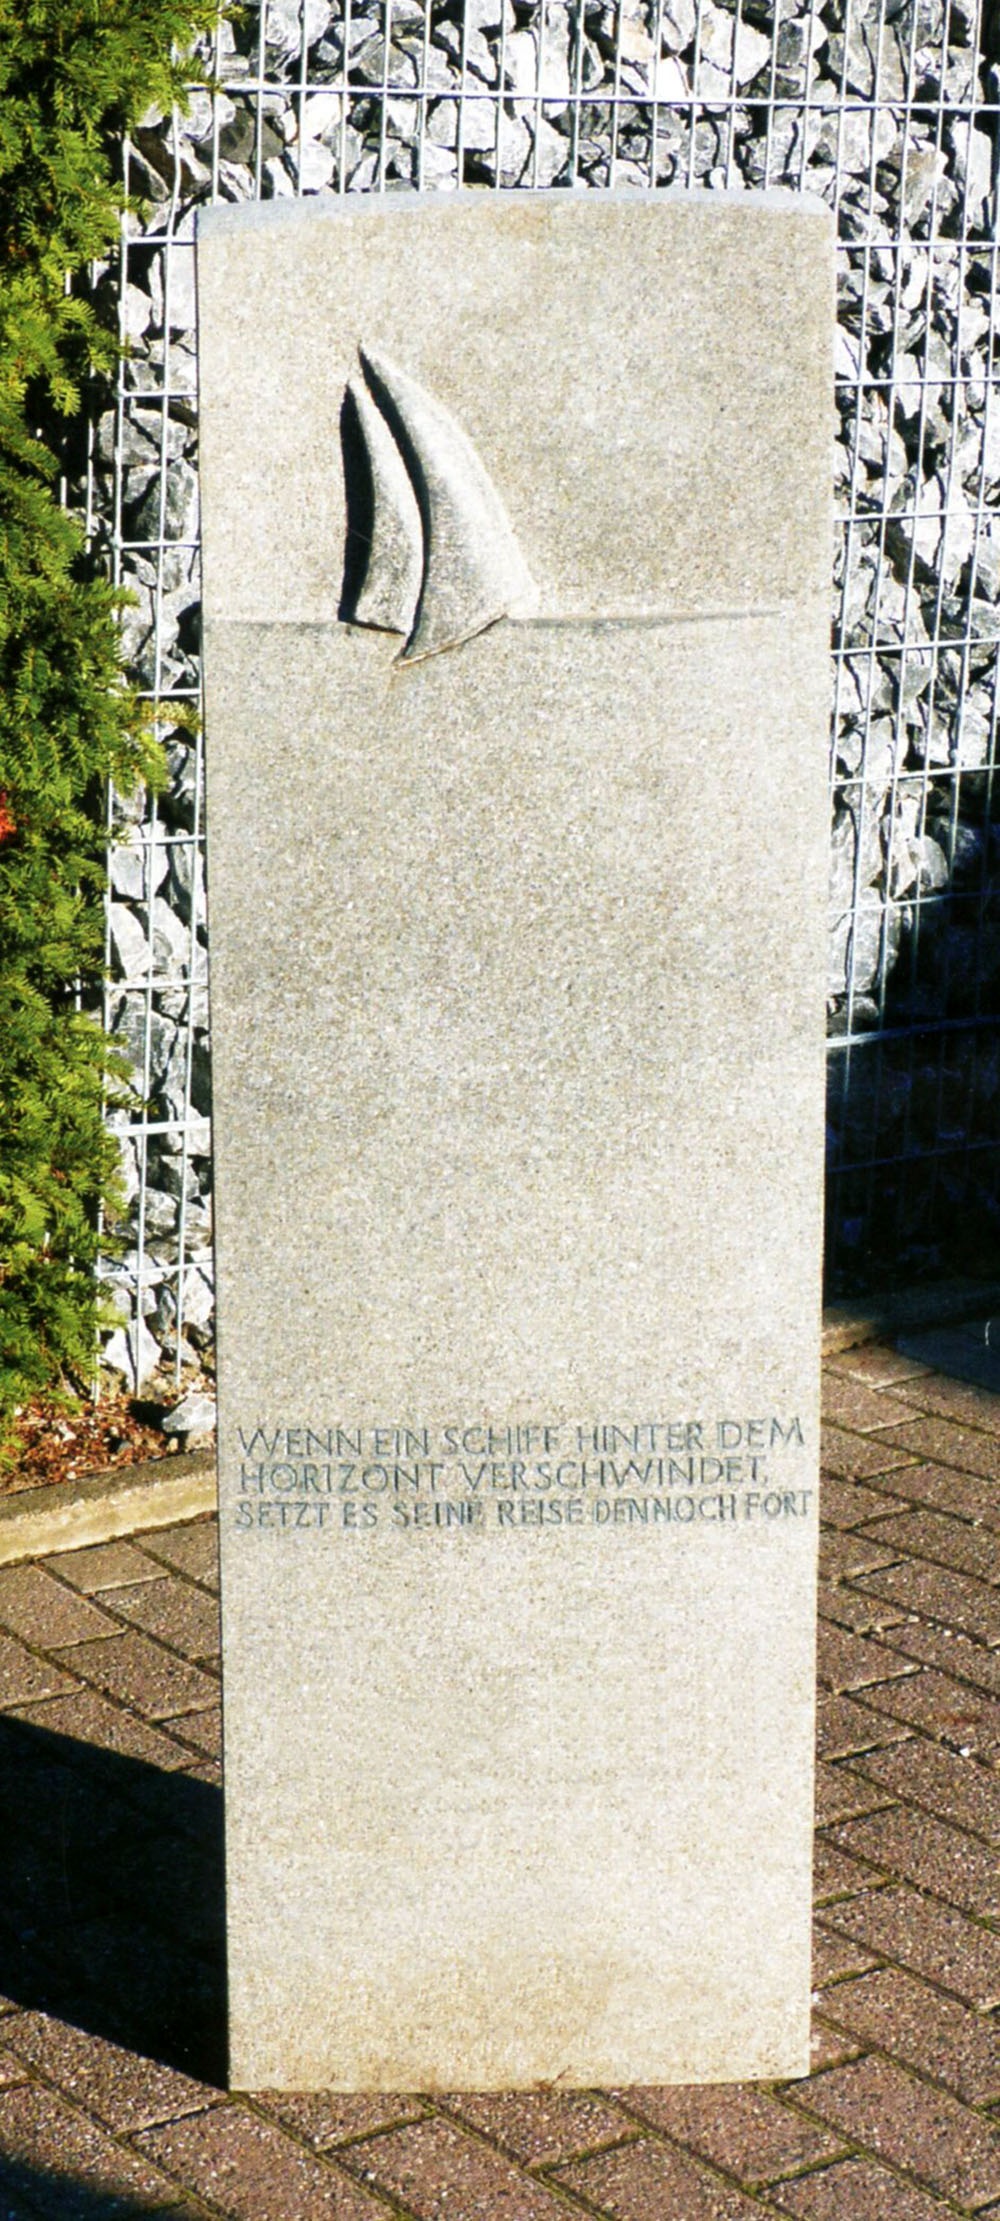 WENN EIN SCHIFF HINTER DEM
HORIZONT VERSCHWINDET,
SETZT ES SEINE REISE DENNOCH FORT